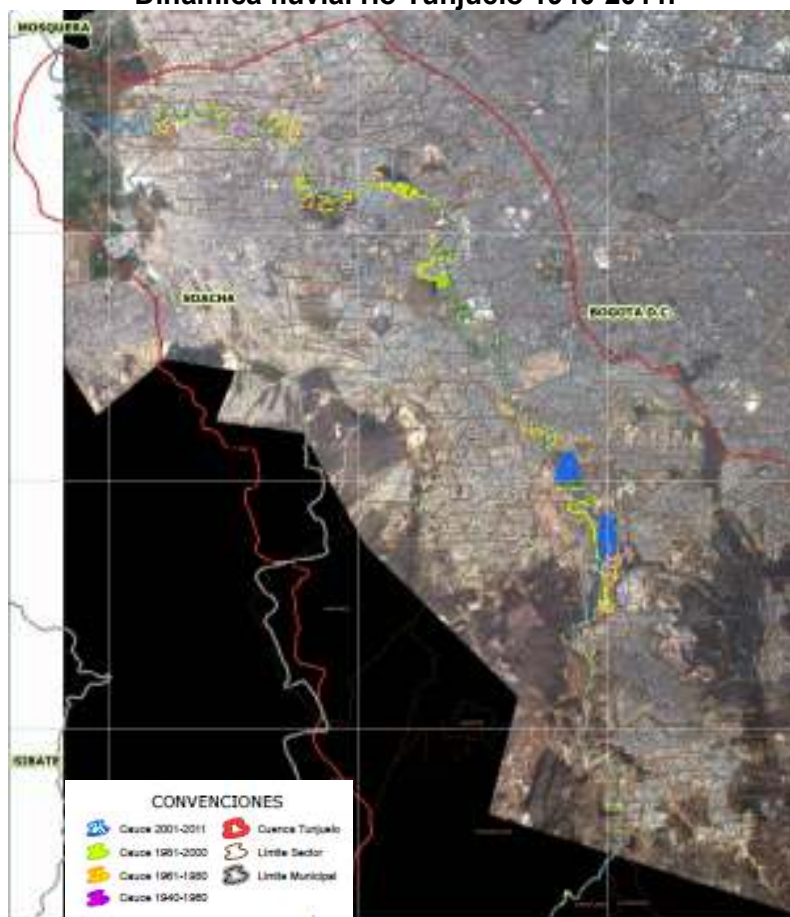 Dinámica fluvial río Tunjuelo 1940-2011.
MOSQUERA
SOACHA
BOGOTA D.C.
SIBATE
CONVENCIONES
Cauce 2001-2011
Cuenca Tunjuelo
Cauce 1981-2000
Limite Sector
Cauce 1961-1980
Limite Municipal
Cauce 1940-1960